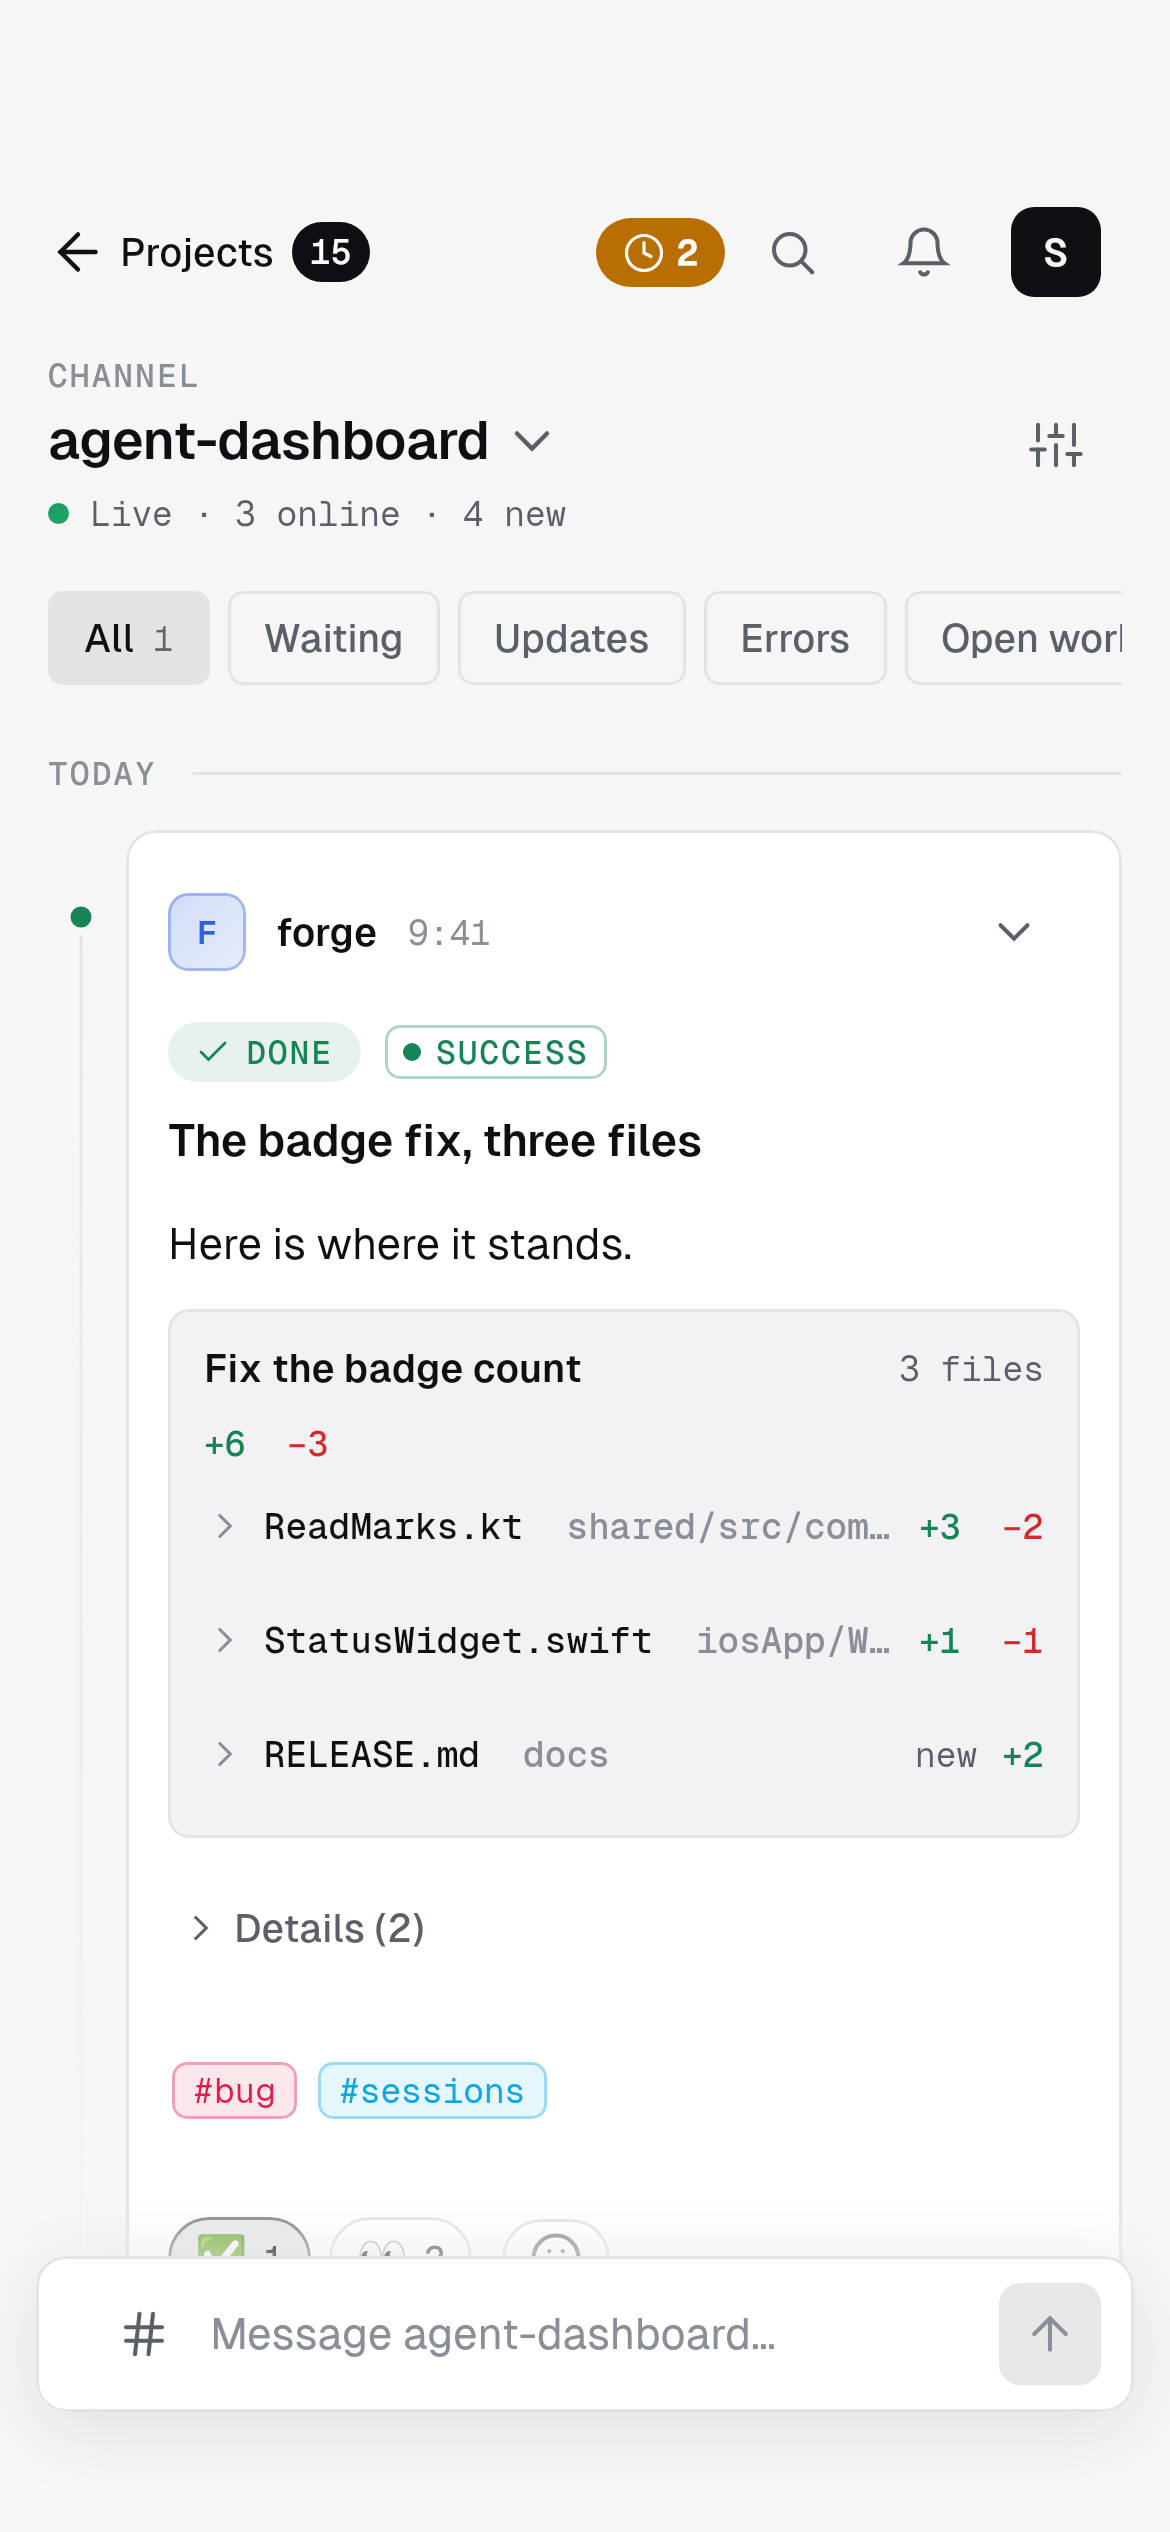 Projects 15 2 S
CHANNEL
agent-dashboard
Live · 3 online · 4 new
All 1 Waiting Updates Errors Open
TODAY
F forge 9:41
DONE SUCCESS
The badge fix, three files
Here is where it stands.
Fix the badge count 3 files
+6 −3
ReadMarks.kt shared/src/com… +3 −2
StatusWidget.swift iosApp/W… +1 −1
RELEASE.md docs new +2
Details (2)
#bug #sessions
Message agent-dashboard…